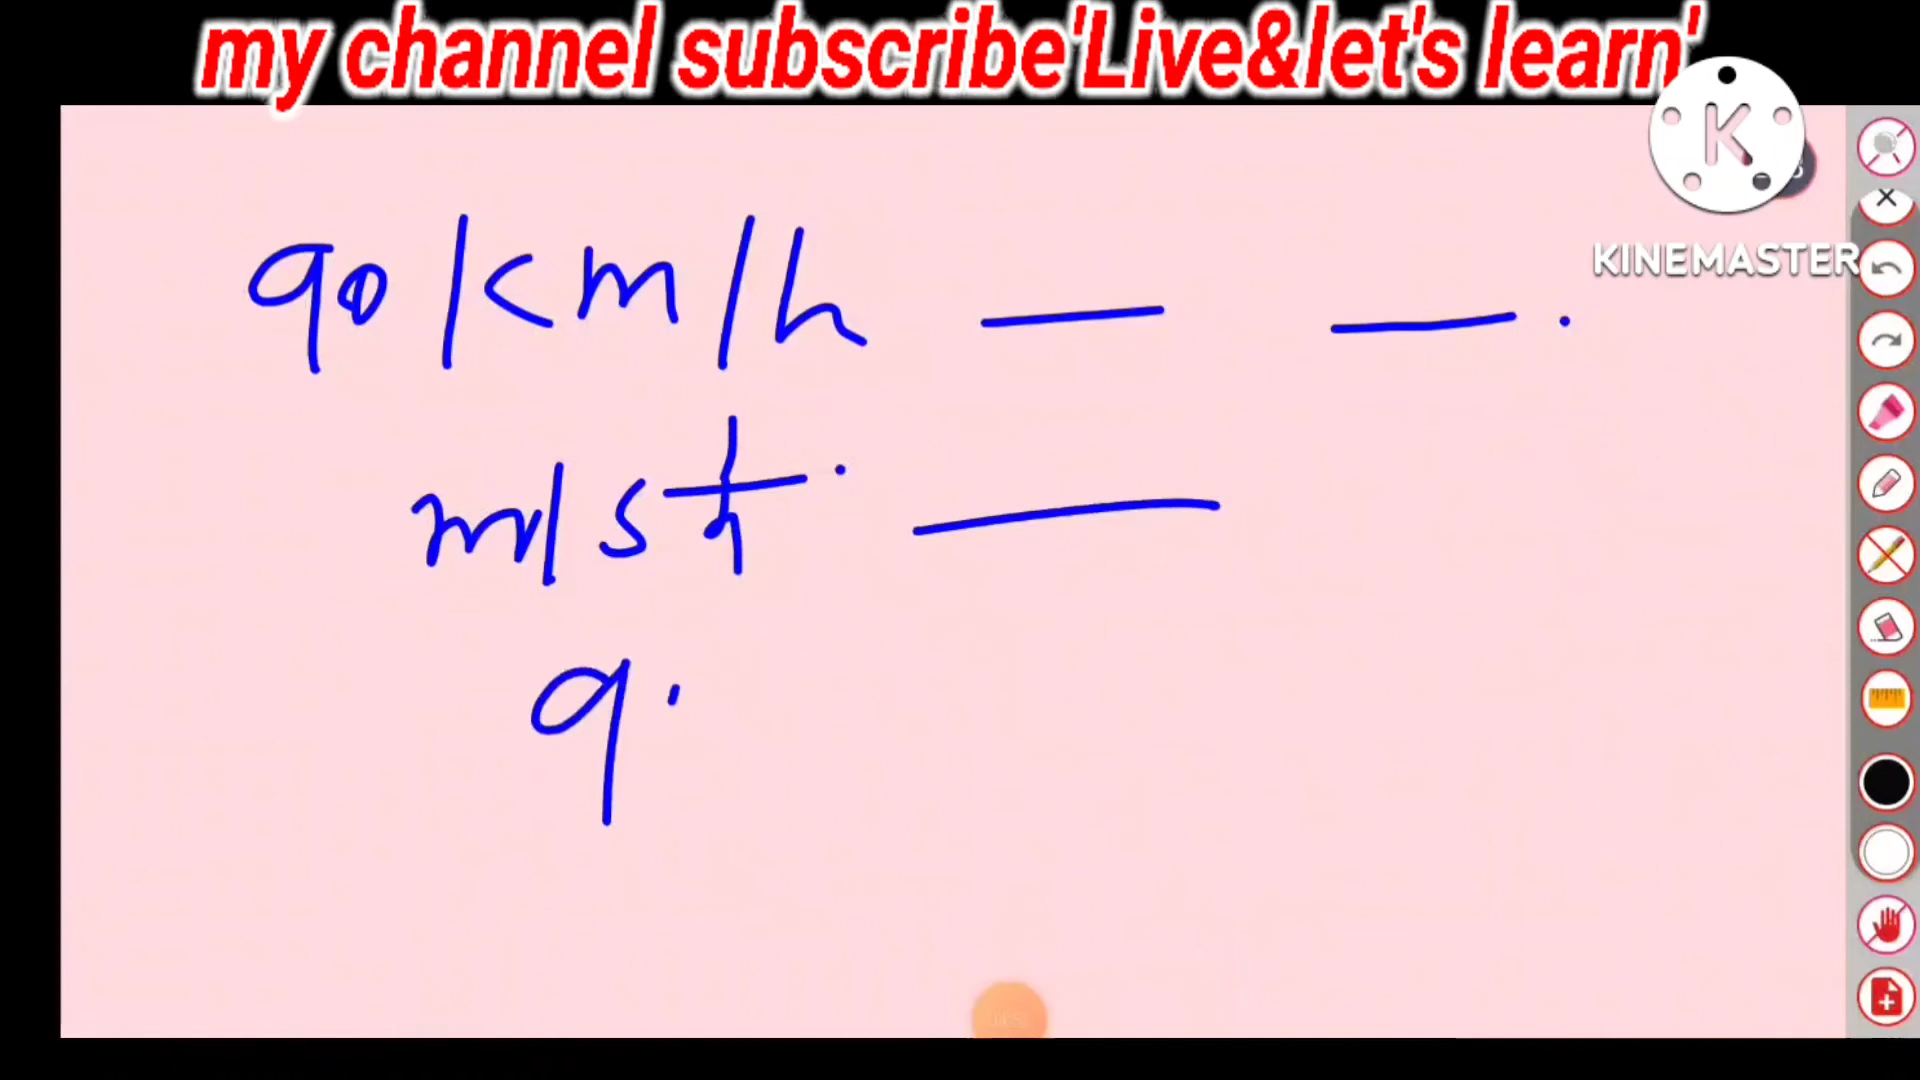 my channel subscribe'Live&let's learn'
KINEMASTER
90 km/h — — .
m/s
9.